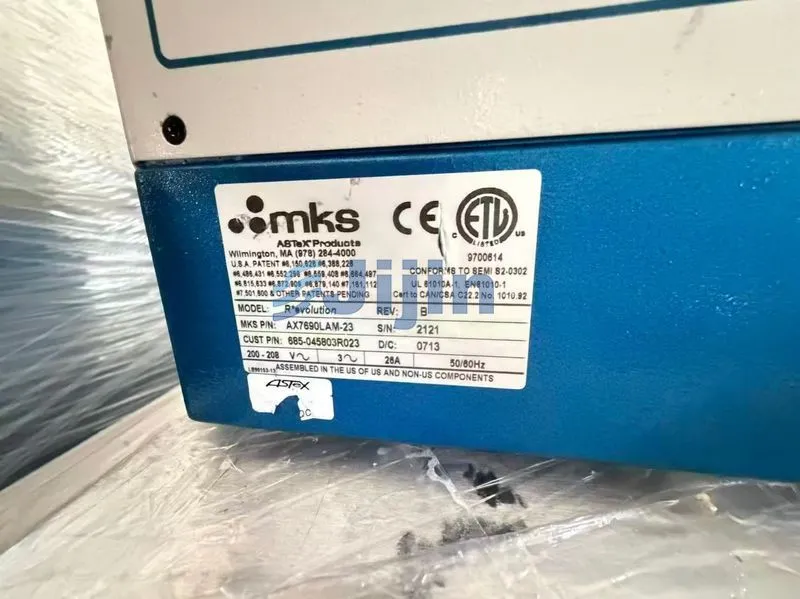 mks
ASTeX Products
Wilmington, MA (978) 284-4000
U.S.A. PATENT #6,150,628 #6,388,226
#6,486,431 #6,552,296 #6,559,408 #6,664,497
#6,815,633 #6,872,909 #6,879,140 #7,161,112
#7,501,600 & OTHER PATENTS PENDING
CE
ETL
C LISTED US
9700614
CONFORMS TO SEMI S2-0302
UL 61010A-1, EN61010-1
Cert to CAN/CSA C22.2 No. 1010.92
Jijin
MODEL: R*evolution REV: B
MKS P/N: AX7690LAM-23 S/N: 2121
CUST P/N: 685-045803R023 D/C: 0713
200 - 208 V~ 3~ 26A 50/60Hz
ASSEMBLED IN THE US OF US AND NON-US COMPONENTS
ASTeX